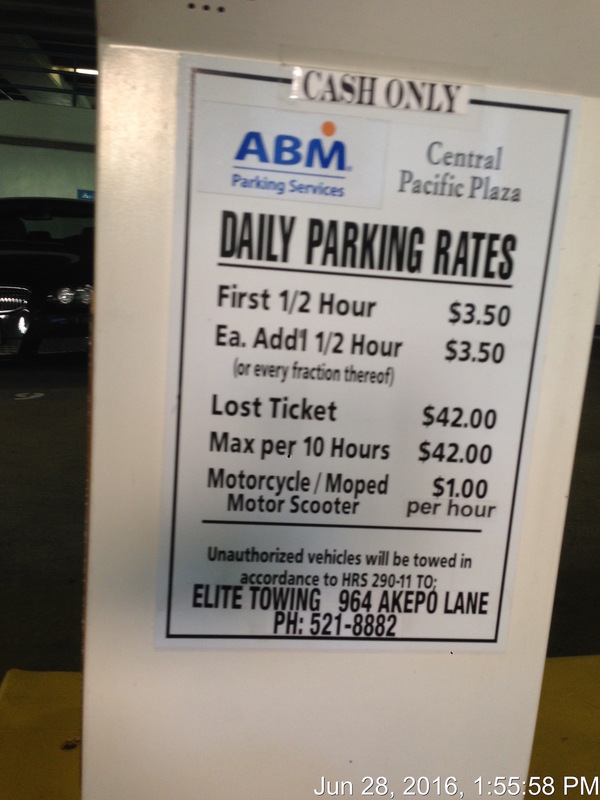 CASH ONLY
ABM
Parking Services
Central
Pacific Plaza
DAILY PARKING RATES
First 1/2 Hour $3.50
Ea. Add'l 1/2 Hour $3.50
(or every fraction thereof)
Lost Ticket $42.00
Max per 10 Hours $42.00
Motorcycle / Moped $1.00
Motor Scooter per hour
Unauthorized vehicles will be towed in
accordance to HRS 290-11 TO:
ELITE TOWING 964 AKEPO LANE
PH: 521-8882
Jun 28, 2016, 1:55:58 PM